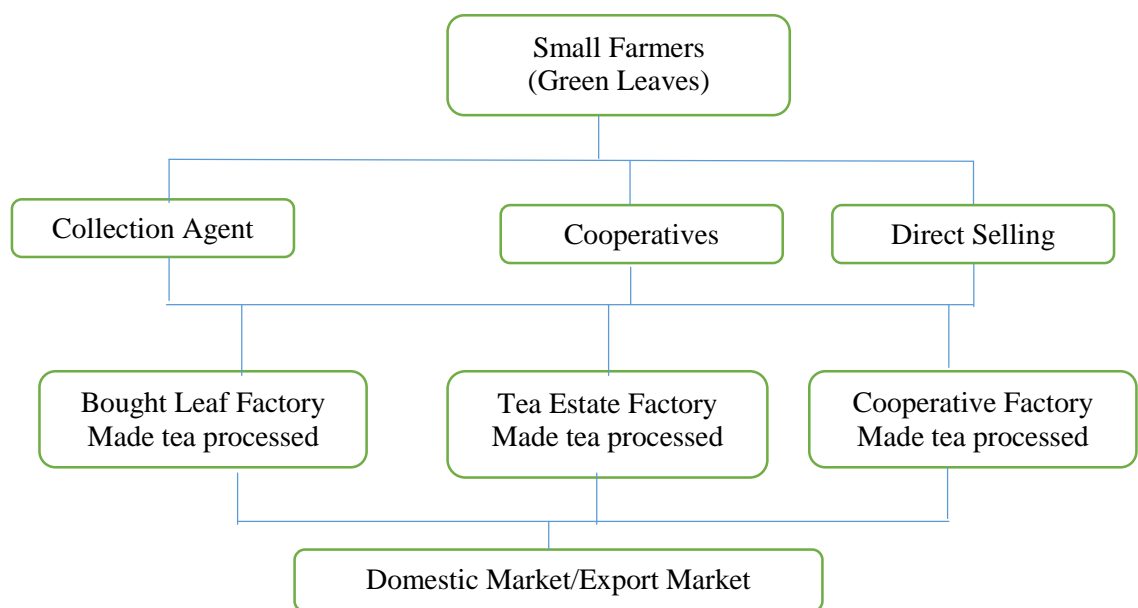 Small Farmers
(Green Leaves)
Collection Agent
Cooperatives
Direct Selling
Bought Leaf Factory
Made tea processed
Tea Estate Factory
Made tea processed
Cooperative Factory
Made tea processed
Domestic Market/Export Market